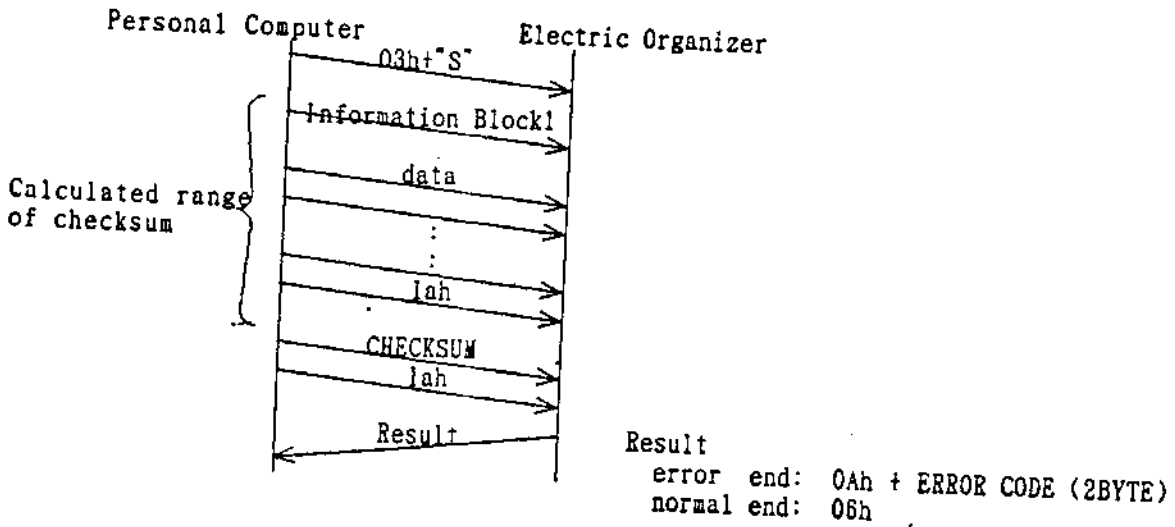 Personal Computer
Electric Organizer
03h+"S"
Information Block1
data
:
:
1ah
Calculated range
of checksum
CHECKSUM
1ah
Result
Result
error end: 0Ah + ERROR CODE (2BYTE)
normal end: 06h